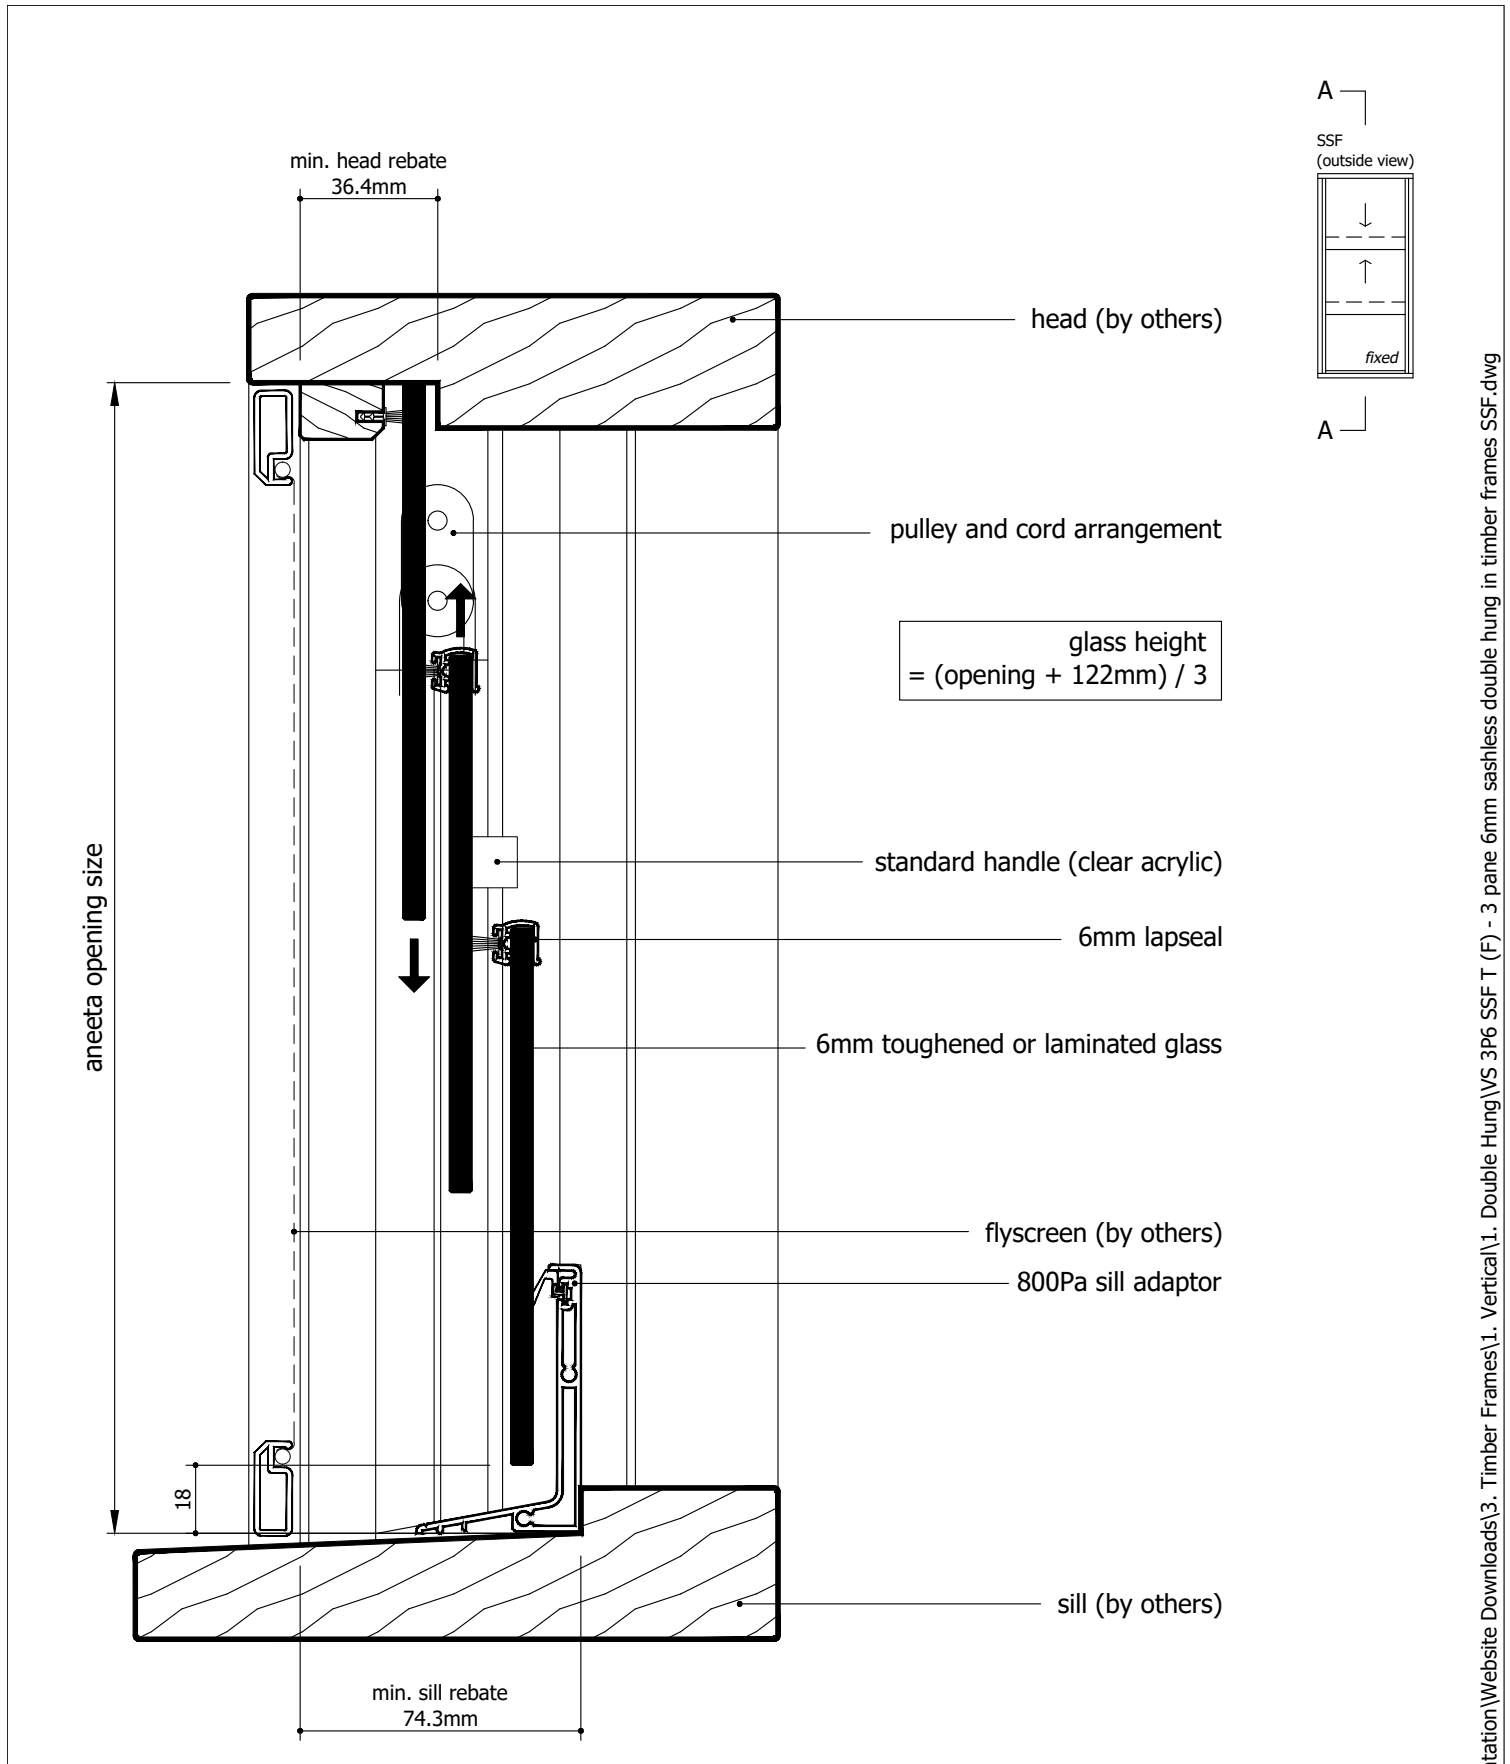 A
SSF
(outside view)
fixed
A
min. head rebate
36.4mm
head (by others)
pulley and cord arrangement
glass height
= (opening + 122mm) / 3
standard handle (clear acrylic)
6mm lapseal
aneeta opening size
6mm toughened or laminated glass
flyscreen (by others)
800Pa sill adaptor
18
sill (by others)
min. sill rebate
74.3mm
\Website Downloads\3. Timber Frames\1. Vertical\1. Double Hung\VS 3P6 SSF T (F) - 3 pane 6mm sashless double hung in timber frames SSF.dwg